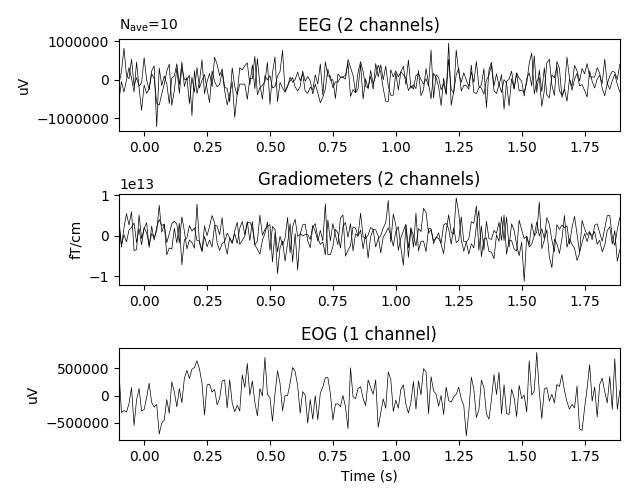 N_ave=10 EEG (2 channels)
1000000
0
−1000000
uV
0.00 0.25 0.50 0.75 1.00 1.25 1.50 1.75
1e13 Gradiometers (2 channels)
1
0
−1
fT/cm
0.00 0.25 0.50 0.75 1.00 1.25 1.50 1.75
EOG (1 channel)
500000
0
−500000
uV
0.00 0.25 0.50 0.75 1.00 1.25 1.50 1.75
Time (s)